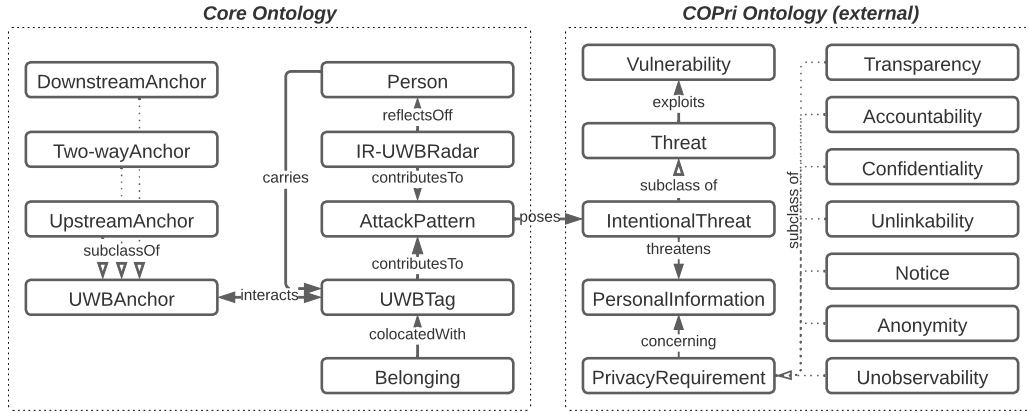 Core Ontology
DownstreamAnchor
Two-wayAnchor
UpstreamAnchor
subclassOf
UWBAnchor
interacts
carries
Person
reflectsOff
IR-UWBRadar
contributesTo
AttackPattern
contributesTo
UWBTag
colocatedWith
Belonging
poses
COPri Ontology (external)
Vulnerability
exploits
Threat
subclass of
IntentionalThreat
threatens
PersonalInformation
concerning
PrivacyRequirement
subclass of
Transparency
Accountability
Confidentiality
Unlinkability
Notice
Anonymity
Unobservability